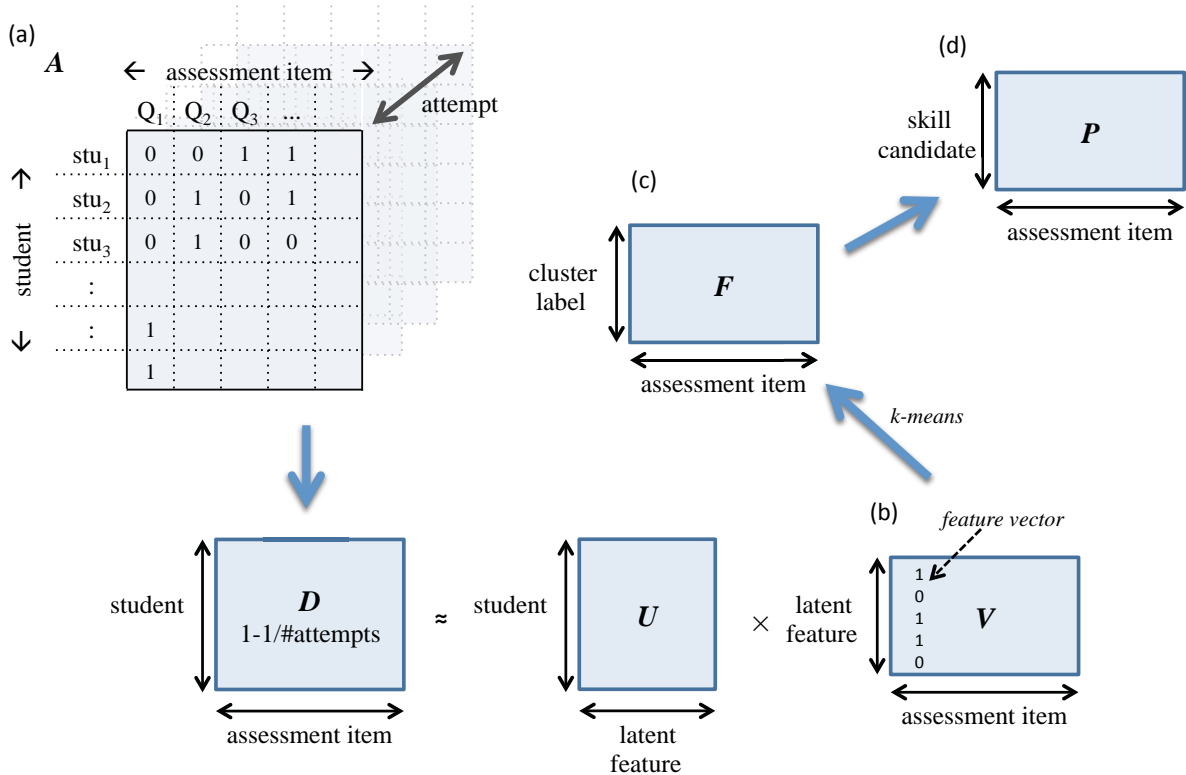 (a)
A
← assessment item →
attempt
Q1 Q2 Q3 ...
stu1 0 0 1 1
stu2 0 1 0 1
stu3 0 1 0 0
:
: 1
1
← student →
(d)
skill
candidate
P
assessment item
(c)
cluster
label
F
assessment item
k-means
(b)
feature vector
student
D
1-1/#attempts
assessment item
≈
student
U
latent
feature
×
latent
feature
1
0
1
1
0
V
assessment item